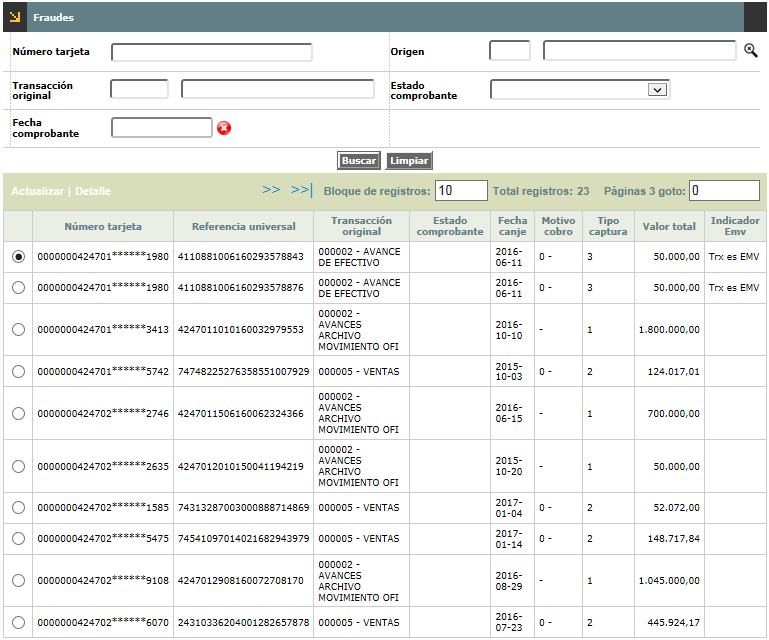 Fraudes
Número tarjeta
Origen
Transacción
original
Estado
comprobante
Fecha
comprobante
Buscar Limpiar
Actualizar | Detalle >> >>| Bloque de registros: 10 Total registros: 23 Páginas 3 goto: 0
Número tarjeta Referencia universal Transacción original Estado comprobante Fecha canje Motivo cobro Tipo captura Valor total Indicador Emv
0000000424701******1980 4110881006160293578843 000002 - AVANCE DE EFECTIVO 2016-06-11 0 - 3 50.000,00 Trx es EMV
0000000424701******1980 4110881006160293578876 000002 - AVANCE DE EFECTIVO 2016-06-11 0 - 3 50.000,00 Trx es EMV
0000000424701******3413 4247011010160032979553 000002 - AVANCES ARCHIVO MOVIMIENTO OFI 2016-10-10 - 1 1.800.000,00
0000000424701******5742 74748225276358551007929 000005 - VENTAS 2015-10-03 0 - 2 124.017,01
0000000424702******2746 4247011506160062324366 000002 - AVANCES ARCHIVO MOVIMIENTO OFI 2016-06-15 - 1 700.000,00
0000000424702******2635 4247012010150041194219 000002 - AVANCES ARCHIVO MOVIMIENTO OFI 2015-10-20 - 1 50.000,00
0000000424702******1585 74313287003000888714869 000005 - VENTAS 2017-01-04 0 - 2 52.072,00
0000000424702******5475 74541097014021682943979 000005 - VENTAS 2017-01-14 0 - 2 148.717,84
0000000424702******9108 4247012908160072708170 000002 - AVANCES ARCHIVO MOVIMIENTO OFI 2016-08-29 - 1 1.045.000,00
0000000424702******6070 24310336204001282657878 000005 - VENTAS 2016-07-23 0 - 2 445.924,17